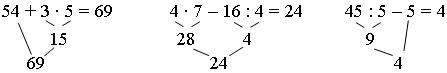 54 + 3 · 5 = 69 4 · 7 – 16 : 4 = 24 45 : 5 – 5 = 4
15 28 4 9
69 24 4